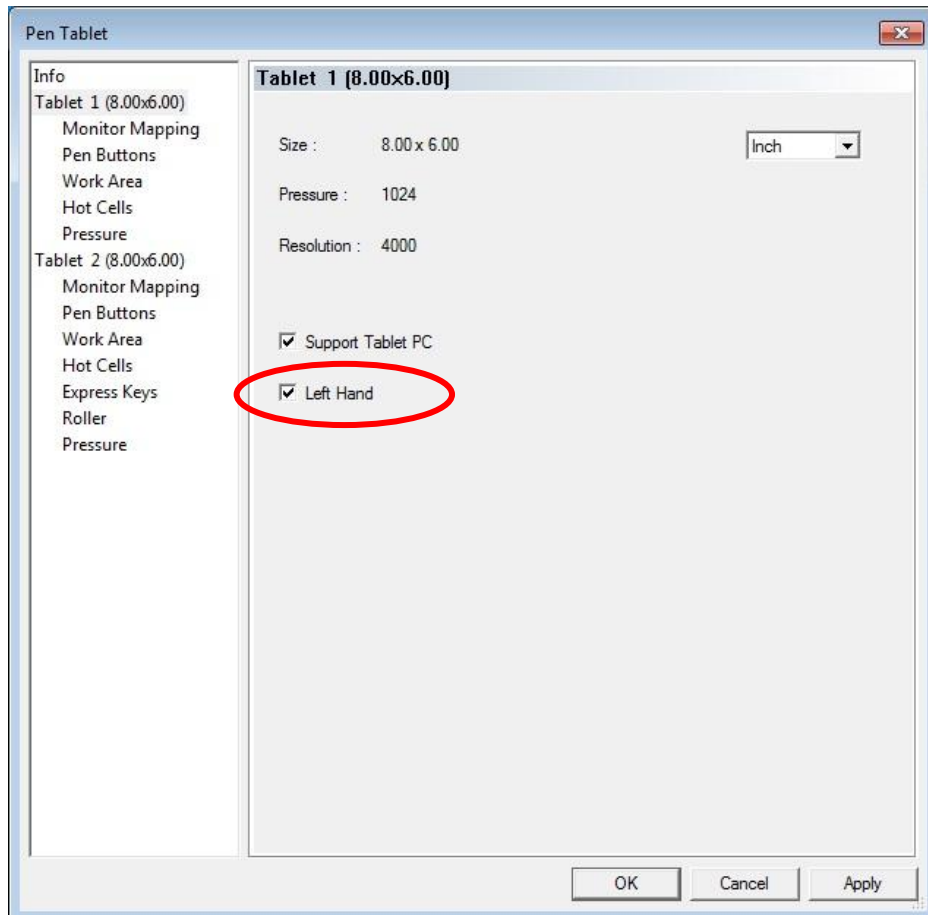 Pen Tablet
Info
Tablet 1 (8.00x6.00)
Monitor Mapping
Pen Buttons
Work Area
Hot Cells
Pressure
Tablet 2 (8.00x6.00)
Monitor Mapping
Pen Buttons
Work Area
Hot Cells
Express Keys
Roller
Pressure
Tablet 1 (8.00×6.00)
Size : 8.00 x 6.00 Inch
Pressure : 1024
Resolution : 4000
Support Tablet PC
Left Hand
OK Cancel Apply